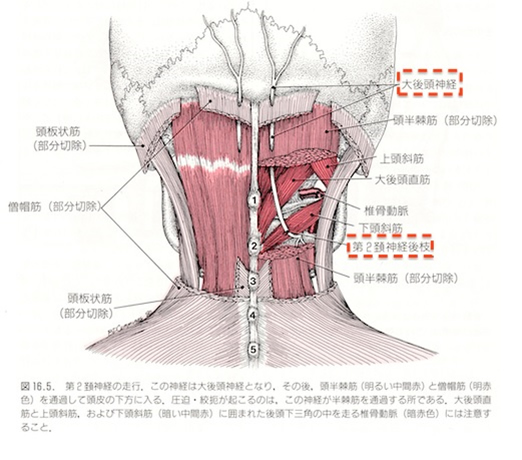 大後頭神経
頭半棘筋(部分切除)
頭板状筋
(部分切除)
上頭斜筋
大後頭直筋
僧帽筋(部分切除)
椎骨動脈
下頭斜筋
第2頚神経後枝
頭半棘筋(部分切除)
頭板状筋
(部分切除)
1
2
3
4
5
図16.5. 第2頚神経の走行.この神経は大後頭神経となり,その後,頭半棘筋(明るい中間赤)と僧帽筋(明赤
色)を通過して頭皮の下方に入る.圧迫・絞扼が起こるのは,この神経が半棘筋を通過する所である.大後頭直
筋と上頭斜筋,および下頭斜筋(暗い中間赤)に囲まれた後頭下三角の中を走る椎骨動脈(暗赤色)には注意す
ること.